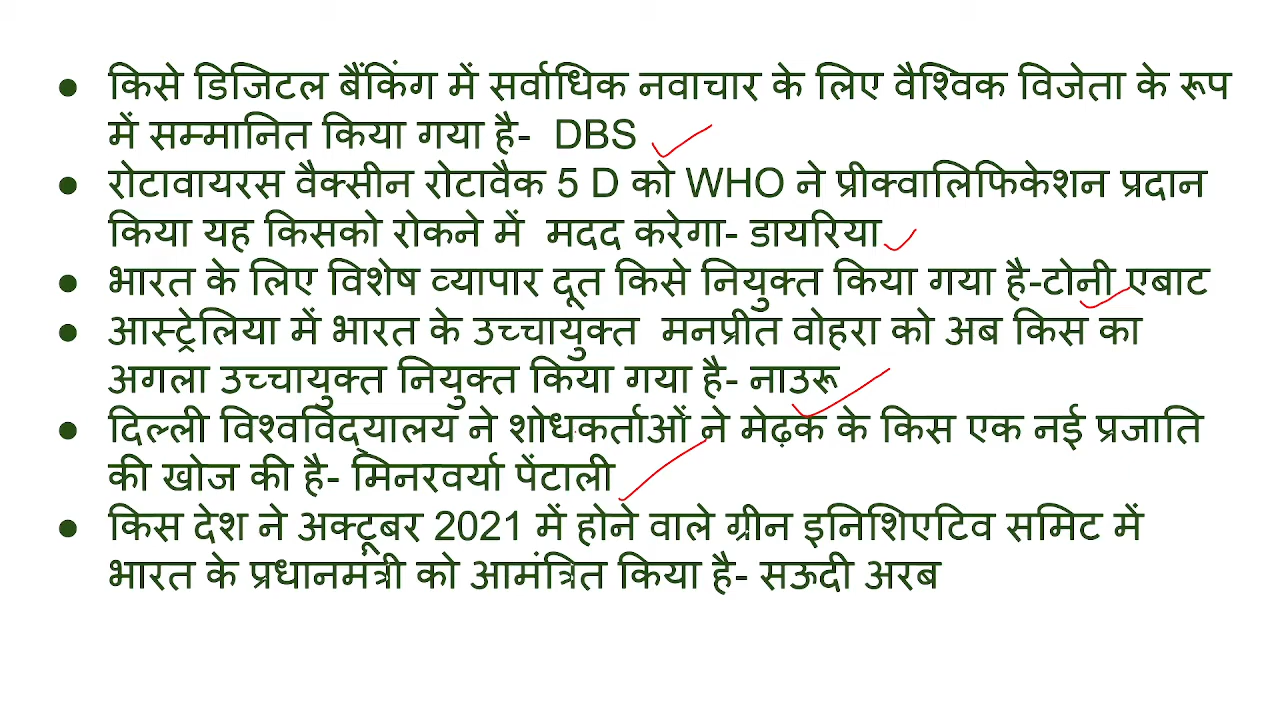 ● किसे डिजिटल बैंकिंग में सर्वाधिक नवाचार के लिए वैश्विक विजेता के रूप
में सम्मानित किया गया है- DBS
● रोटावायरस वैक्सीन रोटावैक 5 D को WHO ने प्रीक्वालिफिकेशन प्रदान
किया यह किसको रोकने में मदद करेगा- डायरिया
● भारत के लिए विशेष व्यापार दूत किसे नियुक्त किया गया है-टोनी एबाट
● आस्ट्रेलिया में भारत के उच्चायुक्त मनप्रीत वोहरा को अब किस का
अगला उच्चायुक्त नियुक्त किया गया है- नाउरू
● दिल्ली विश्वविद्यालय ने शोधकर्ताओं ने मेढ़क के किस एक नई प्रजाति
की खोज की है- मिनरवर्या पेंटाली
● किस देश ने अक्टूबर 2021 में होने वाले ग्रीन इनिशिएटिव समिट में
भारत के प्रधानमंत्री को आमंत्रित किया है- सऊदी अरब